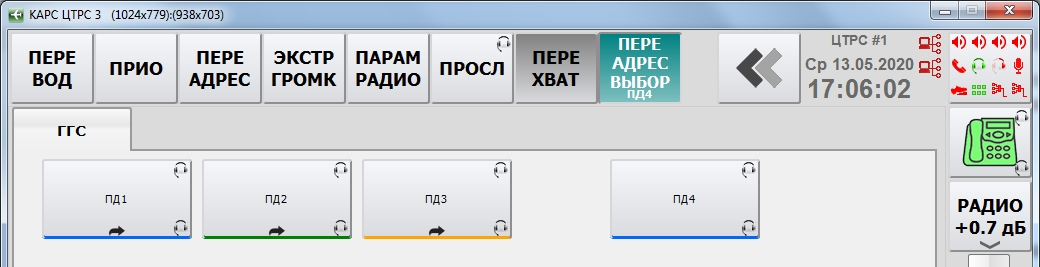 КАРС ЦТРС 3 (1024x779):(938x703)
ПЕРЕ
ВОД
ПРИО
ПЕРЕ
АДРЕС
ЭКСТР
ГРОМК
ПАРАМ
РАДИО
ПРОСЛ
ПЕРЕ
ХВАТ
ПЕРЕ
АДРЕС
ВЫБОР
ПД4
ЦТРС #1
Ср 13.05.2020
17:06:02
ГГС
ПД1
ПД2
ПД3
ПД4
РАДИО
+0.7 дБ